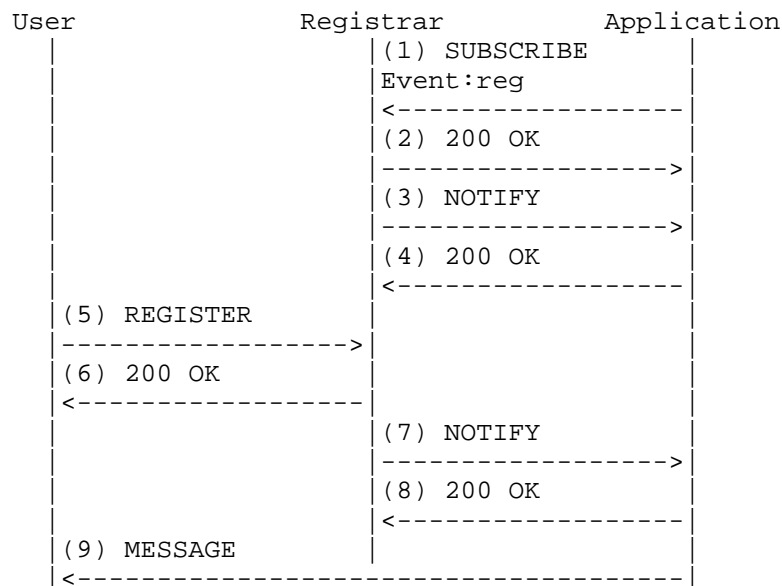 User Registrar Application
(1) SUBSCRIBE
Event:reg
(2) 200 OK
(3) NOTIFY
(4) 200 OK
(5) REGISTER
(6) 200 OK
(7) NOTIFY
(8) 200 OK
(9) MESSAGE